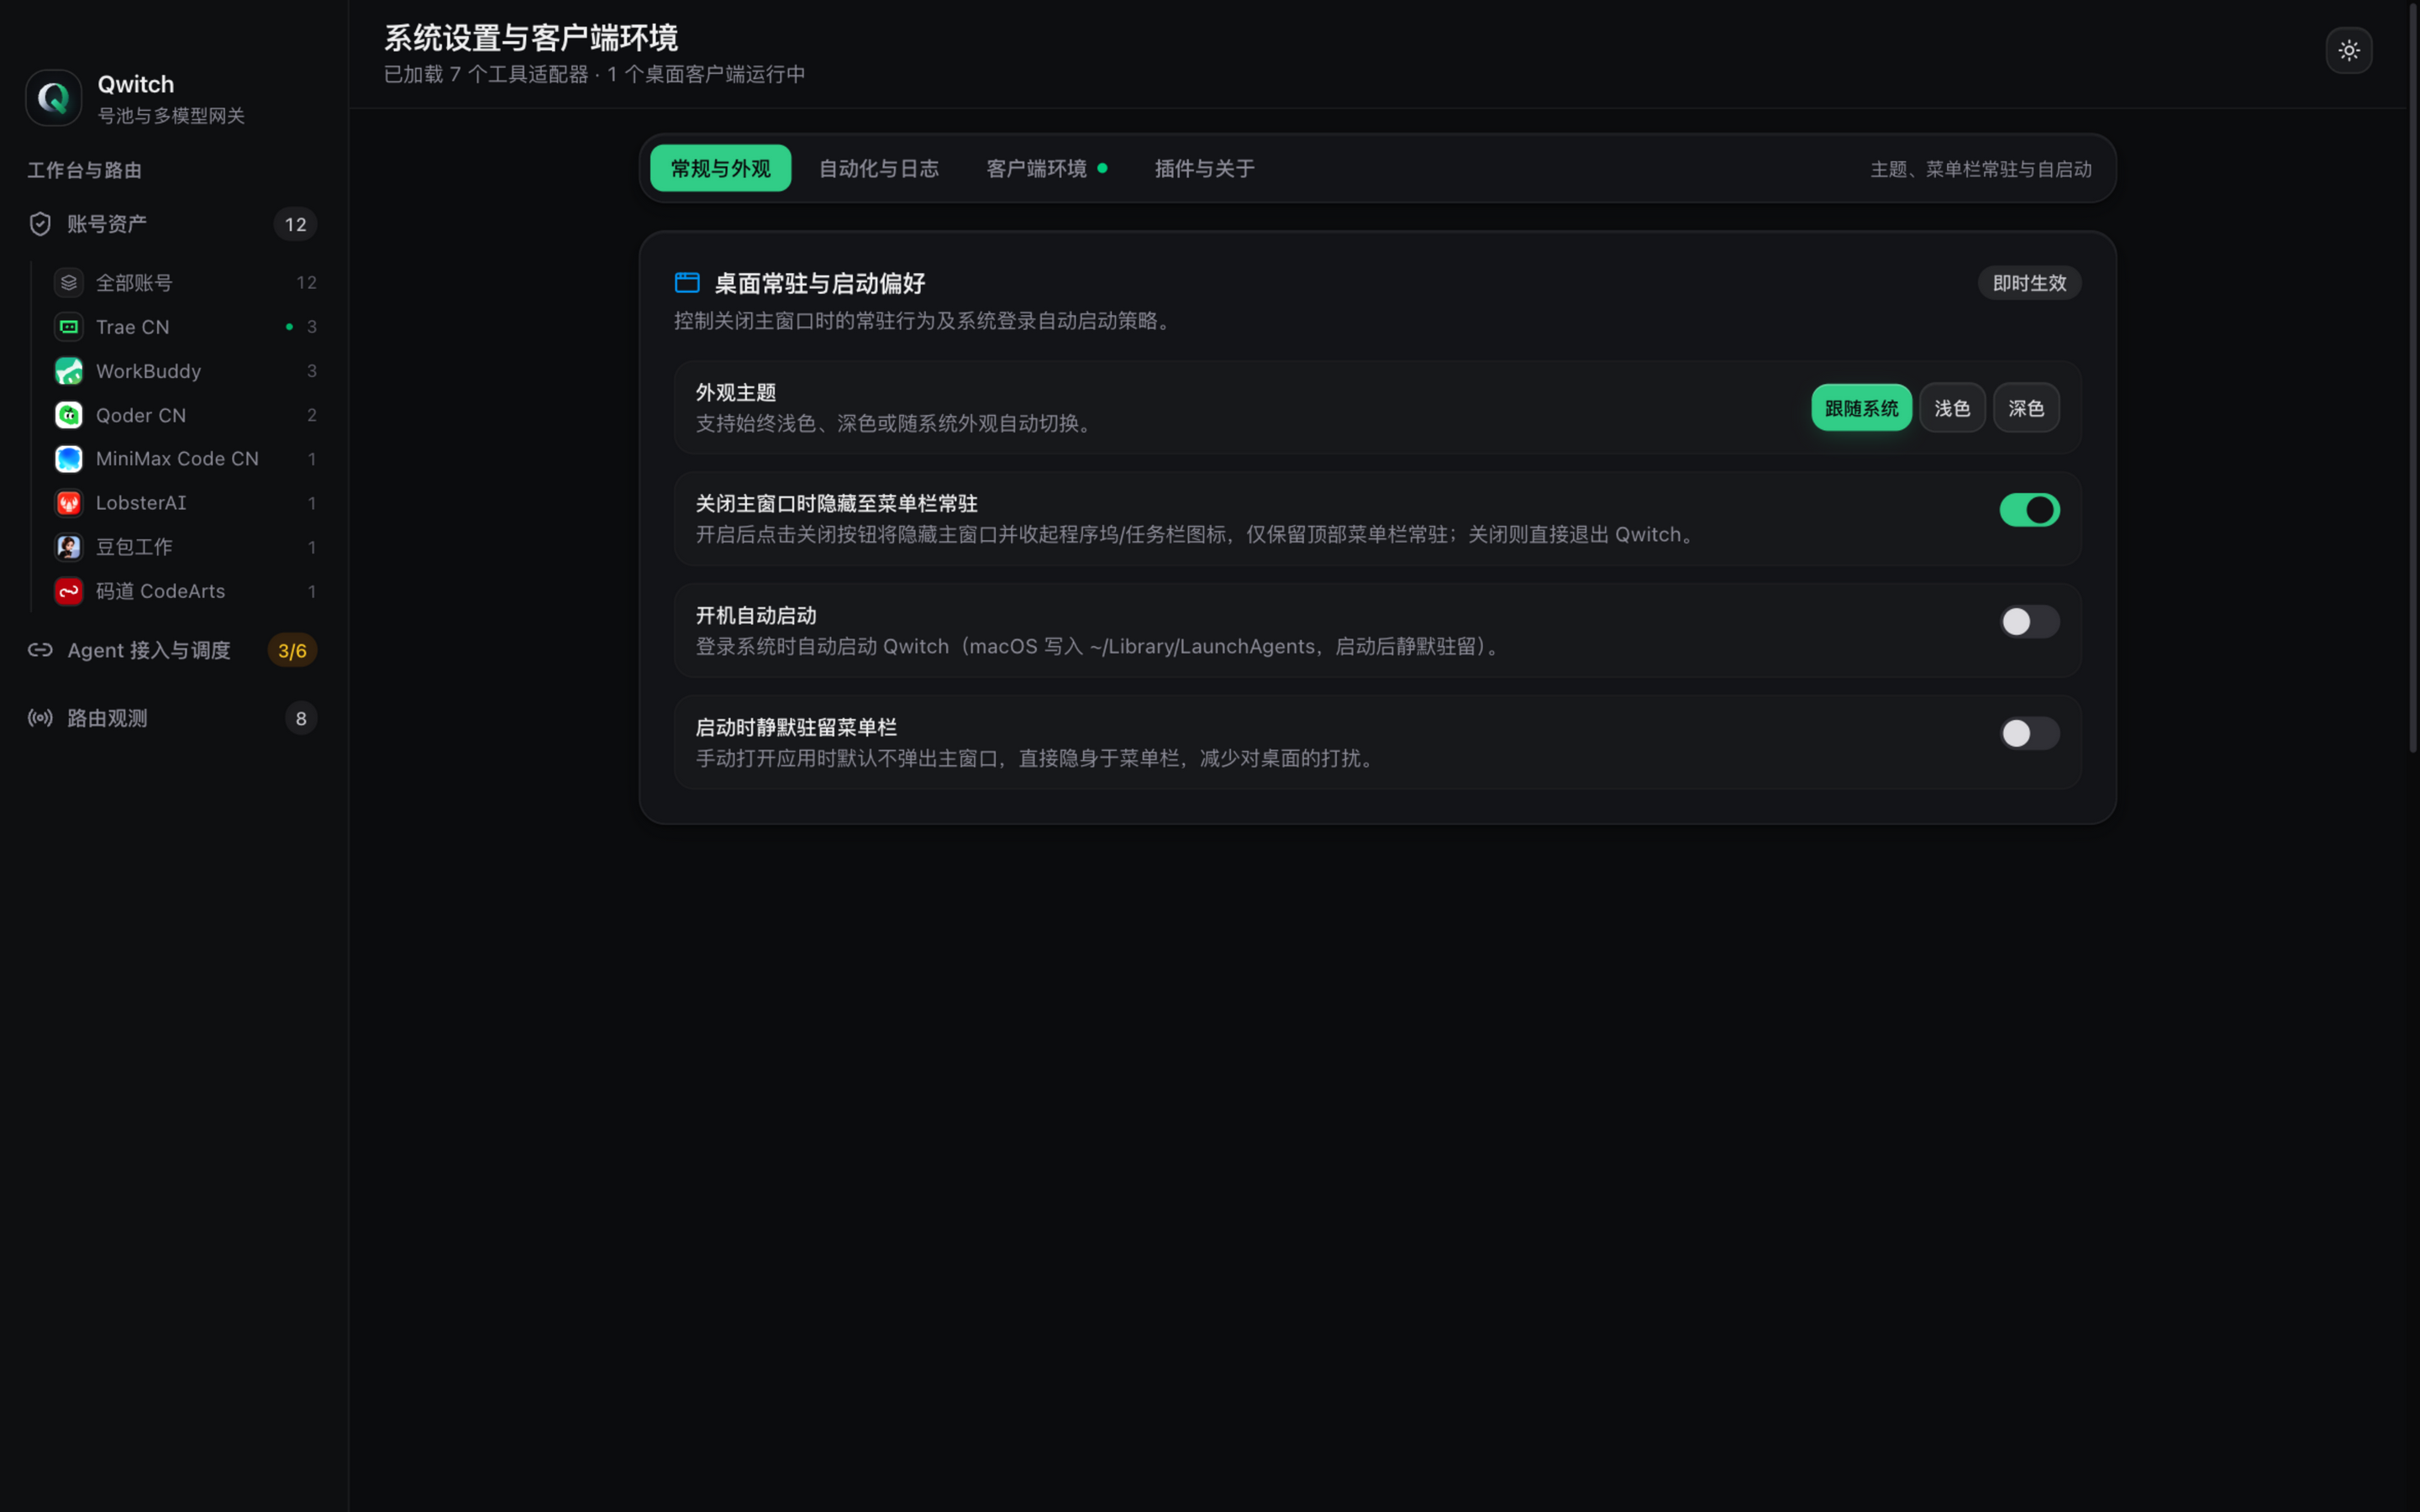 Qwitch
号池与多模型网关
工作台与路由
账号资产 12
全部账号 12
Trae CN 3
WorkBuddy 3
Qoder CN 2
MiniMax Code CN 1
LobsterAI 1
豆包工作 1
码道 CodeArts 1
Agent 接入与调度 3/6
路由观测 8
系统设置与客户端环境
已加载 7 个工具适配器 · 1 个桌面客户端运行中
常规与外观 自动化与日志 客户端环境 插件与关于 主题、菜单栏常驻与自启动
桌面常驻与启动偏好 即时生效
控制关闭主窗口时的常驻行为及系统登录自动启动策略。
外观主题
支持始终浅色、深色或随系统外观自动切换。
跟随系统 浅色 深色
关闭主窗口时隐藏至菜单栏常驻
开启后点击关闭按钮将隐藏主窗口并收起程序坞/任务栏图标，仅保留顶部菜单栏常驻；关闭则直接退出 Qwitch。
开机自动启动
登录系统时自动启动 Qwitch（macOS 写入 ~/Library/LaunchAgents，启动后静默驻留）。
启动时静默驻留菜单栏
手动打开应用时默认不弹出主窗口，直接隐身于菜单栏，减少对桌面的打扰。